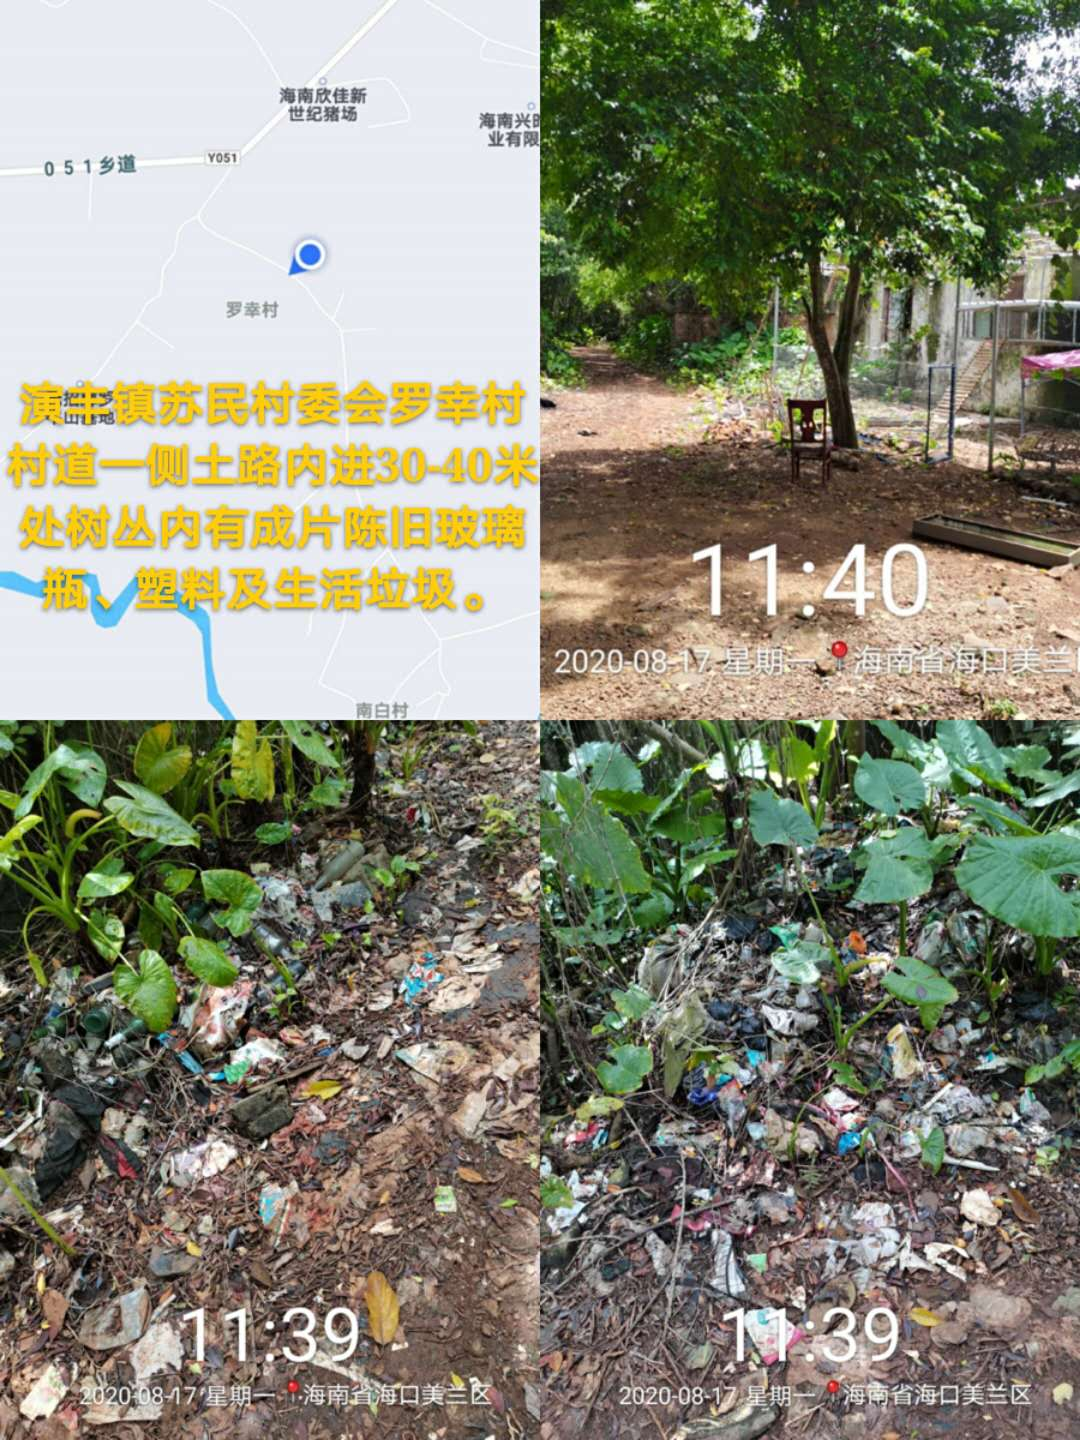 海南欣佳新
世纪猪场
海南兴
业有限
051乡道
Y051
罗幸村
演丰镇苏民村委会罗幸村
村道一侧土路内进30-40米
处树丛内有成片陈旧玻璃
瓶、塑料及生活垃圾。
南白村
11:40
2020-08-17 星期一 海南省海口美兰
11:39
2020-08-17 星期一 海南省海口美兰区
11:39
2020-08-17 星期一 海南省海口美兰区